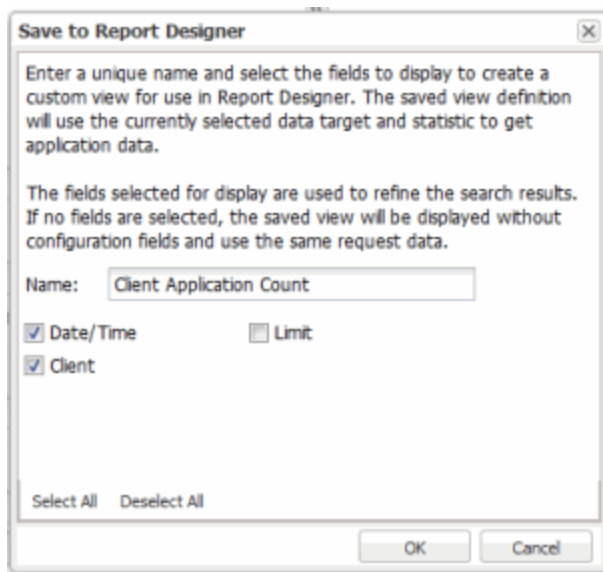 Save to Report Designer
Enter a unique name and select the fields to display to create a
custom view for use in Report Designer. The saved view definition
will use the currently selected data target and statistic to get
application data.
The fields selected for display are used to refine the search results.
If no fields are selected, the saved view will be displayed without
configuration fields and use the same request data.
Name: Client Application Count
Date/Time Limit
Client
Select All Deselect All
OK Cancel